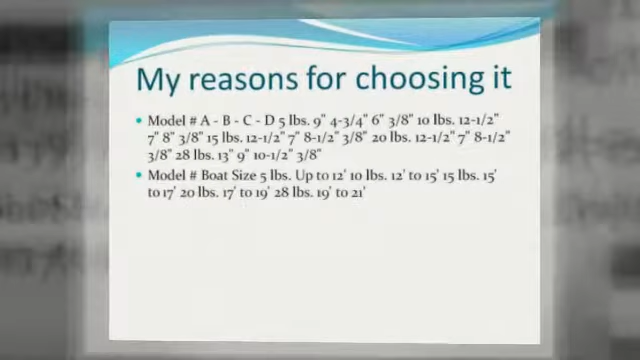 My reasons for choosing it
Model # A - B - C - D 5 lbs. 9" 4-3/4" 6" 3/8" 10 lbs. 12-1/2"
7" 8" 3/8" 15 lbs. 12-1/2" 7" 8-1/2" 3/8" 20 lbs. 12-1/2" 7" 8-1/2"
3/8" 28 lbs. 13" 9" 10-1/2" 3/8"
Model # Boat Size 5 lbs. Up to 12' 10 lbs. 12' to 15' 15 lbs. 15'
to 17' 20 lbs. 17' to 19' 28 lbs. 19' to 21'